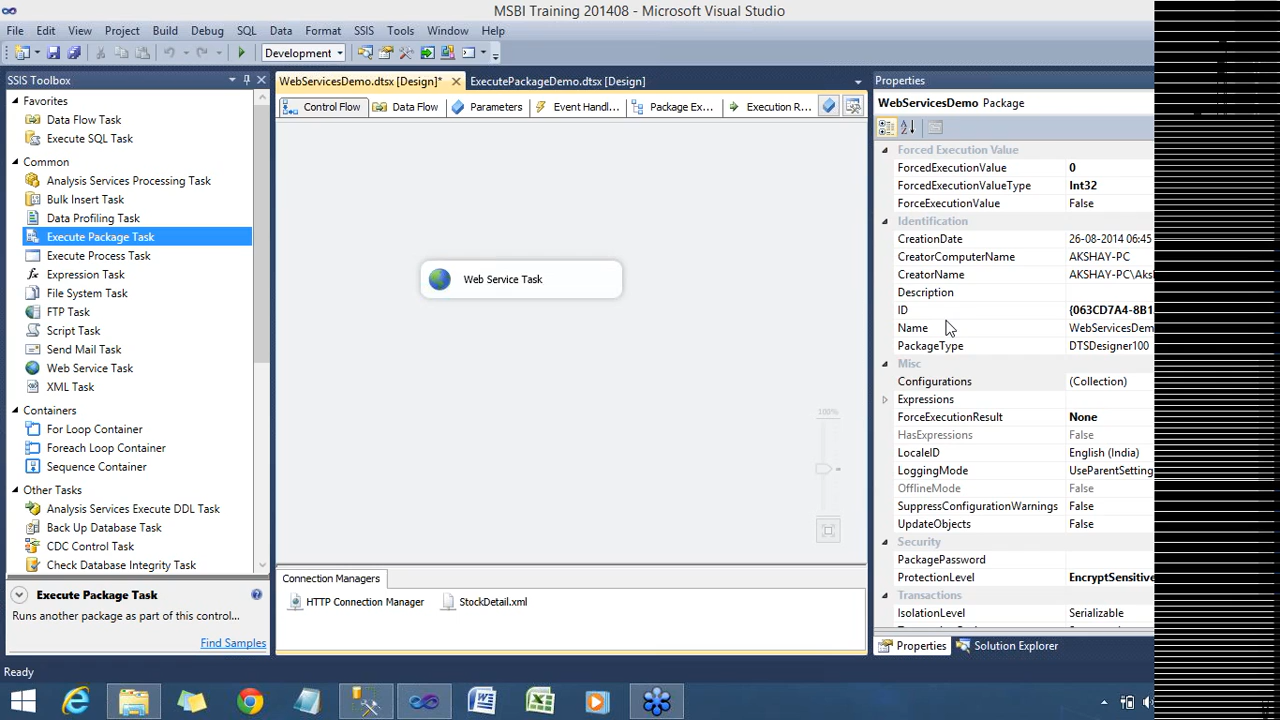 MSBI Training 201408 - Microsoft Visual Studio
File Edit View Project Build Debug SQL Data Format SSIS Tools Window Help
Development
SSIS Toolbox
Favorites
Data Flow Task
Execute SQL Task
Common
Analysis Services Processing Task
Bulk Insert Task
Data Profiling Task
Execute Package Task
Execute Process Task
Expression Task
File System Task
FTP Task
Script Task
Send Mail Task
Web Service Task
XML Task
Containers
For Loop Container
Foreach Loop Container
Sequence Container
Other Tasks
Analysis Services Execute DDL Task
Back Up Database Task
CDC Control Task
Check Database Integrity Task
Execute Package Task
Runs another package as part of this control...
Find Samples
WebServicesDemo.dtsx [Design]* ExecutePackageDemo.dtsx [Design]
Control Flow Data Flow Parameters Event Handl... Package Ex... Execution R...
Web Service Task
100%
Connection Managers
HTTP Connection Manager StockDetail.xml
Properties
WebServicesDemo Package
Forced Execution Value
ForcedExecutionValue 0
ForcedExecutionValueType Int32
ForceExecutionValue False
Identification
CreationDate 26-08-2014 06:45
CreatorComputerName AKSHAY-PC
CreatorName AKSHAY-PC\Aks
Description
ID {063CD7A4-8B1
Name WebServicesDem
PackageType DTSDesigner100
Misc
Configurations (Collection)
Expressions
ForceExecutionResult None
HasExpressions False
LocaleID English (India)
LoggingMode UseParentSetting
OfflineMode False
SuppressConfigurationWarnings False
UpdateObjects False
Security
PackagePassword
ProtectionLevel EncryptSensitive
Transactions
IsolationLevel Serializable
Properties Solution Explorer
Ready